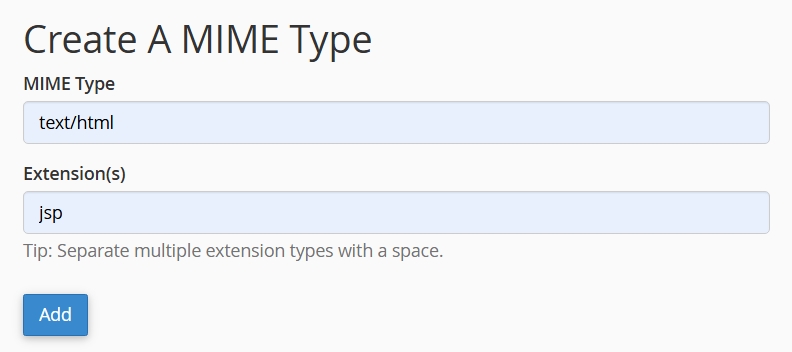 Create A MIME Type
MIME Type
text/html
Extension(s)
jsp
Tip: Separate multiple extension types with a space.
Add